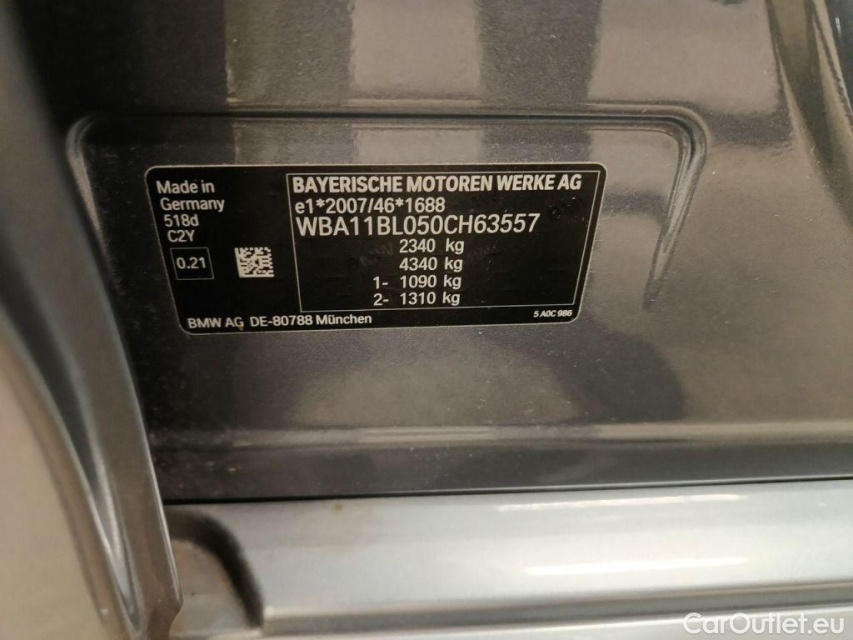 Made in
Germany
518d
C2Y
0.21
BAYERISCHE MOTOREN WERKE AG
e1*2007/46*1688
WBA11BL050CH63557
2340 kg
4340 kg
1- 1090 kg
2- 1310 kg
BMW AG DE-80788 München
5 A0C 986
CarOutlet.eu